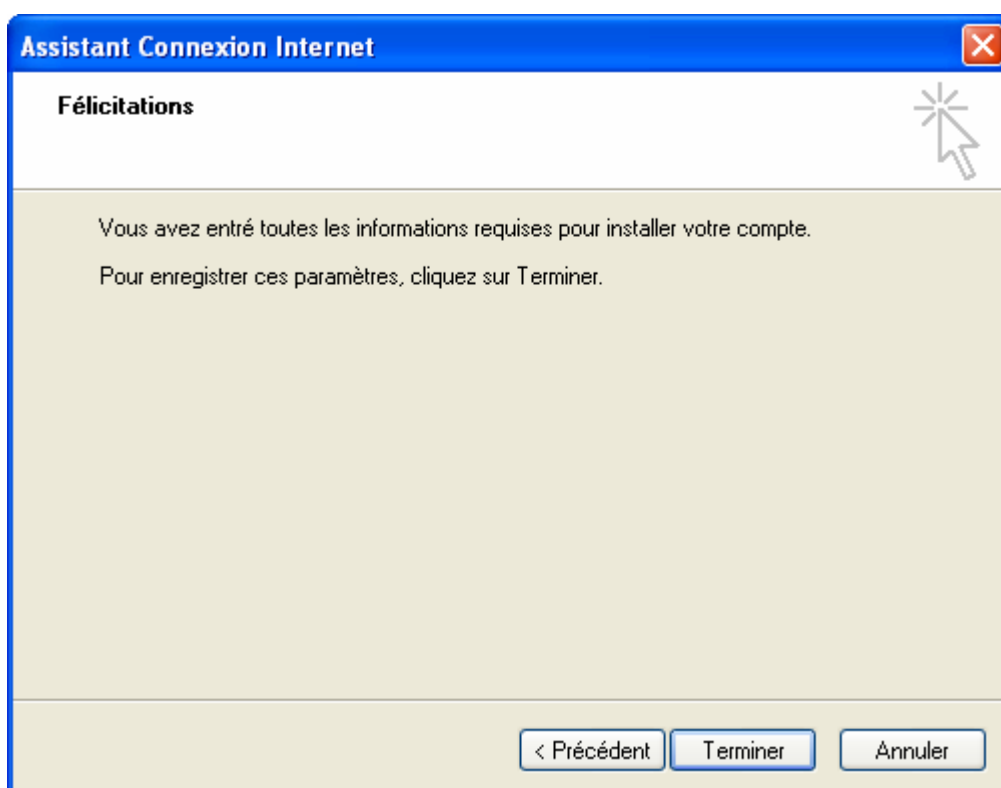 Assistant Connexion Internet
Félicitations
Vous avez entré toutes les informations requises pour installer votre compte.
Pour enregistrer ces paramètres, cliquez sur Terminer.
< Précédent Terminer Annuler